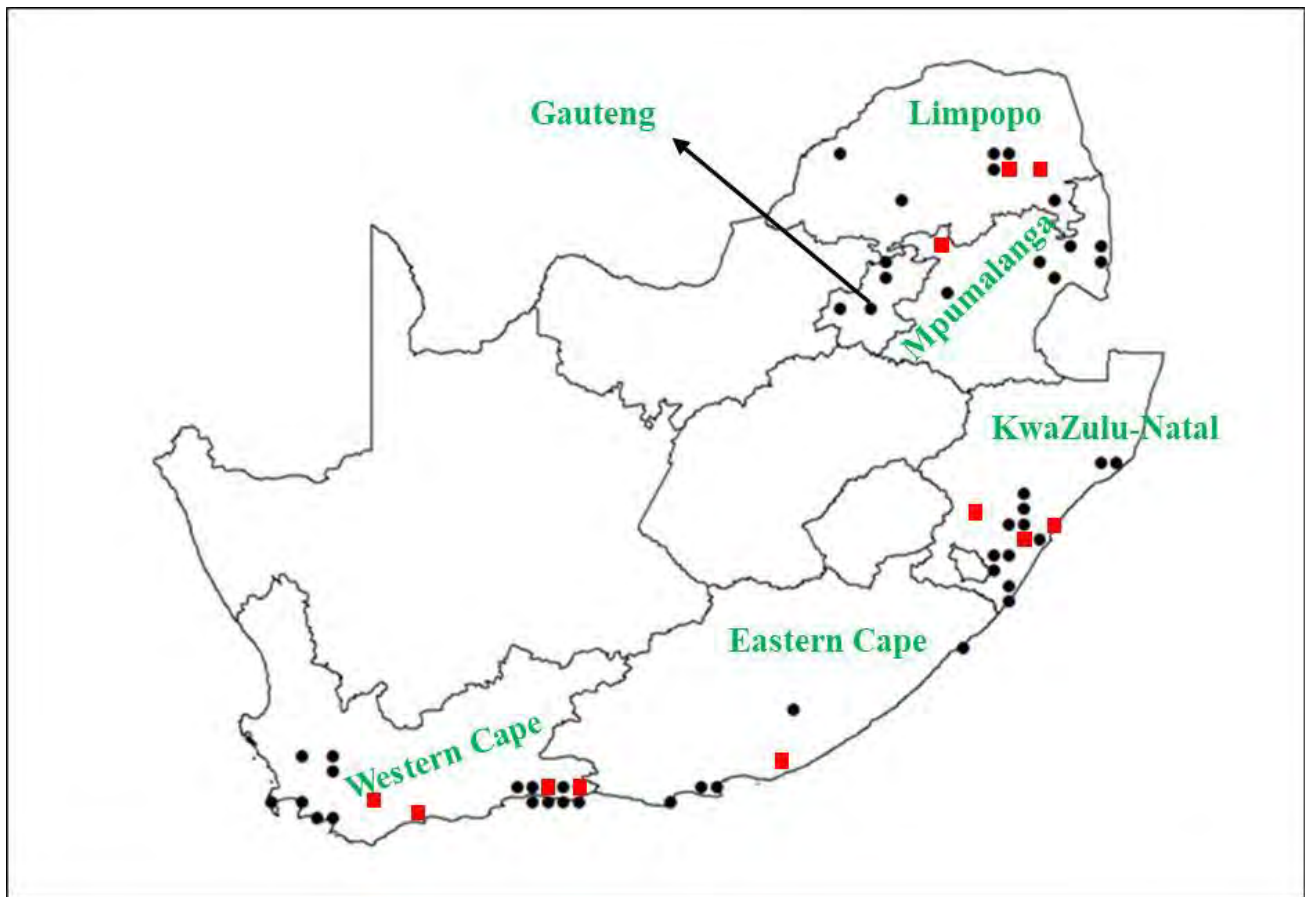 Gauteng
Limpopo
Mpumalanga
KwaZulu-Natal
Eastern Cape
Western Cape